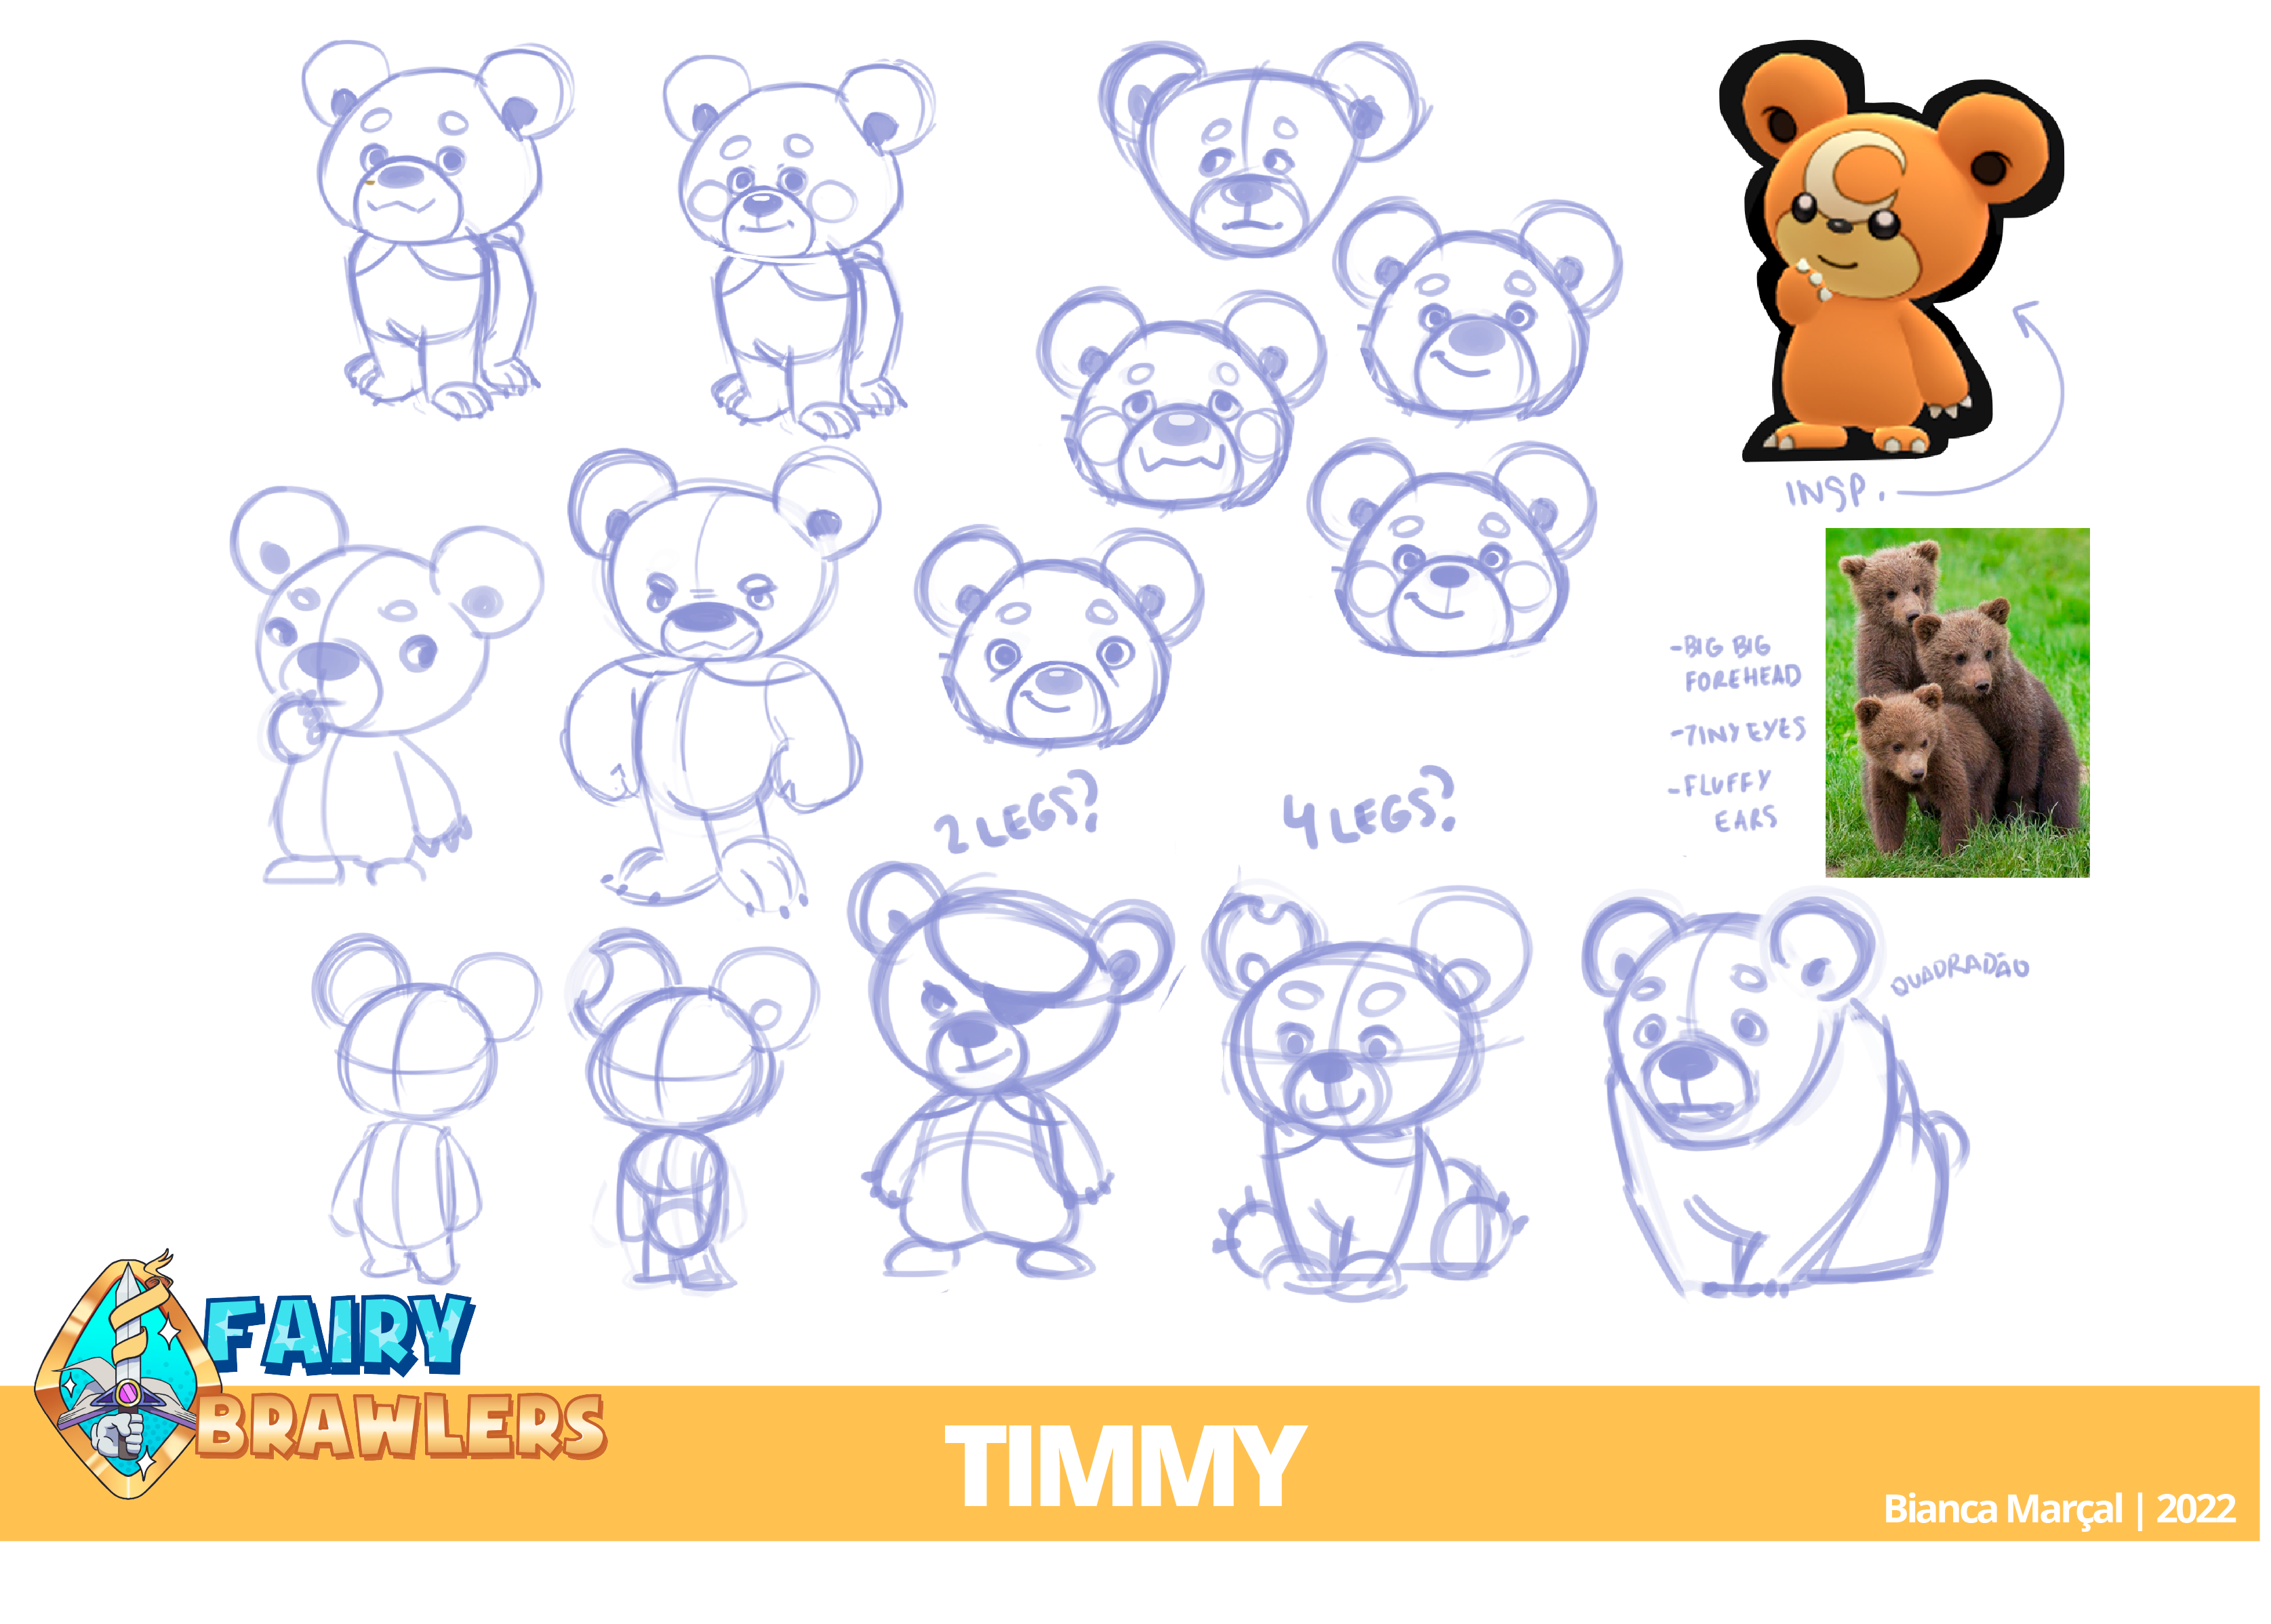 INSP.
-BIG BIG
FOREHEAD
-TINY EYES
-FLUFFY
EARS
2 LEGS?
4 LEGS?
QUADRADÃO
FAIRY
BRAWLERS
TIMMY
Bianca Marçal | 2022